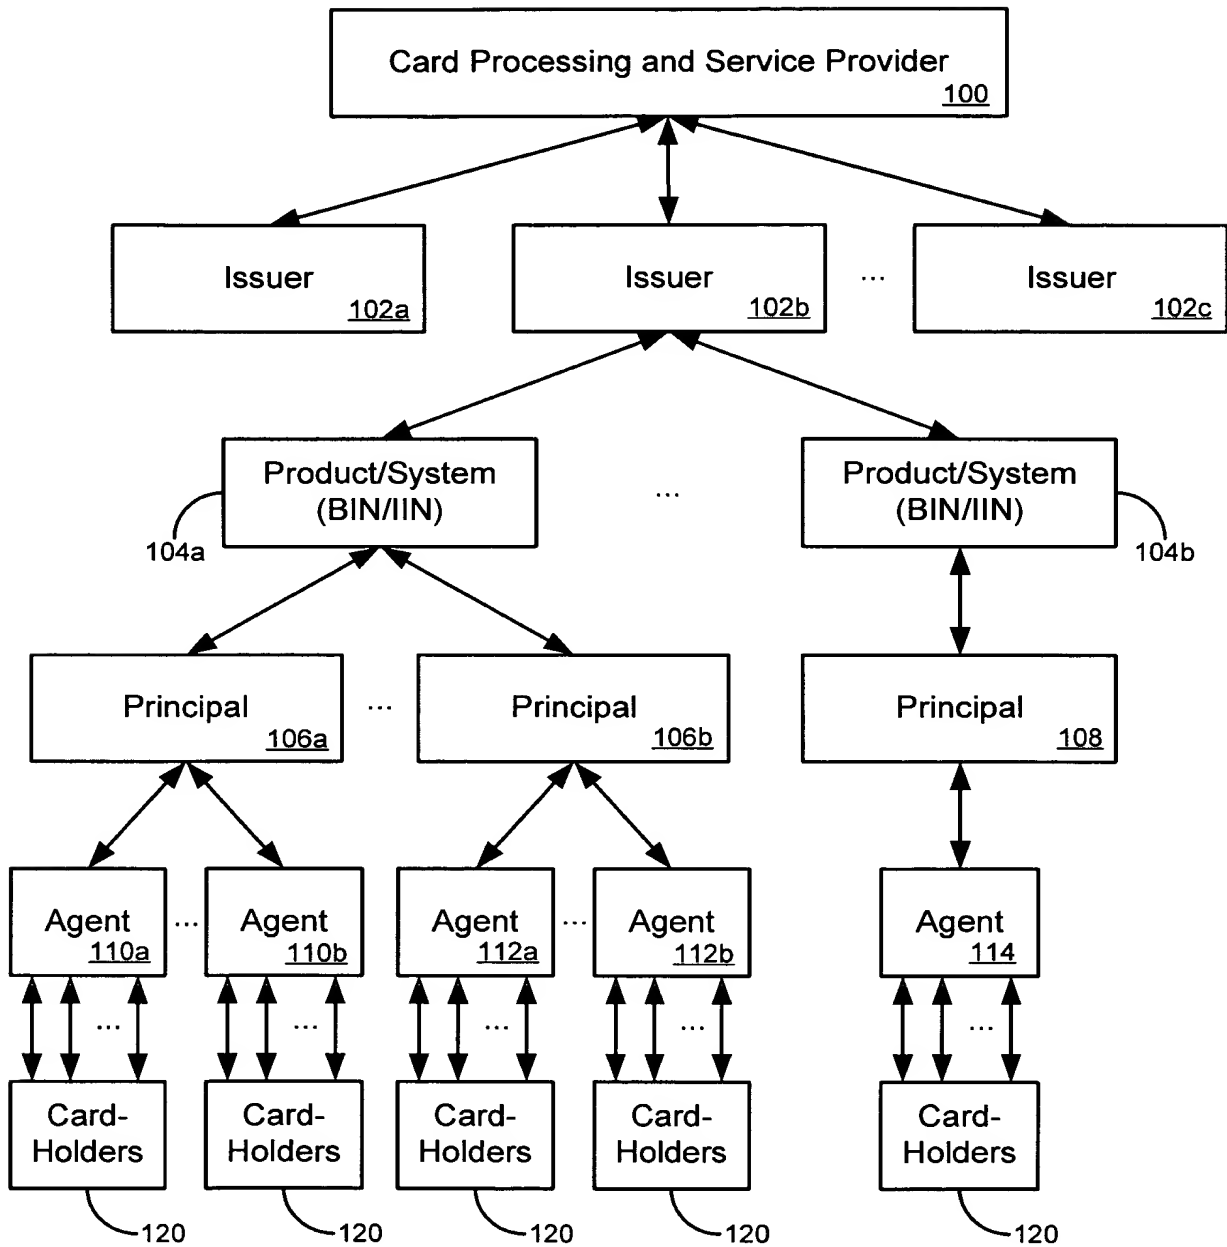 Card Processing and Service Provider
100
Issuer
102a
Issuer
102b
...
Issuer
102c
Product/System
(BIN/IIN)
104a
...
Product/System
(BIN/IIN)
104b
Principal
106a
...
Principal
106b
Principal
108
Agent
110a
...
Agent
110b
Agent
112a
...
Agent
112b
Agent
114
...
...
...
...
...
Card-
Holders
Card-
Holders
Card-
Holders
Card-
Holders
Card-
Holders
120
120
120
120
120